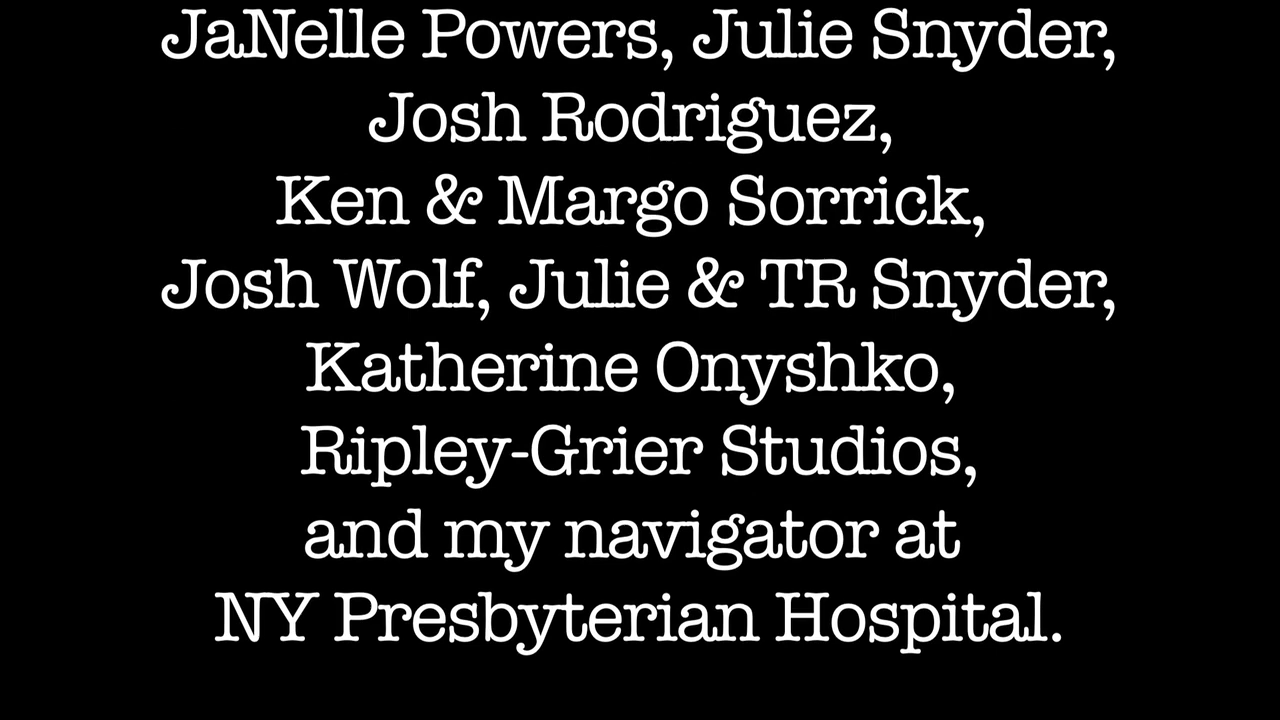 JaNelle Powers, Julie Snyder,
Josh Rodriguez,
Ken & Margo Sorrick,
Josh Wolf, Julie & TR Snyder,
Katherine Onyshko,
Ripley-Grier Studios,
and my navigator at
NY Presbyterian Hospital.